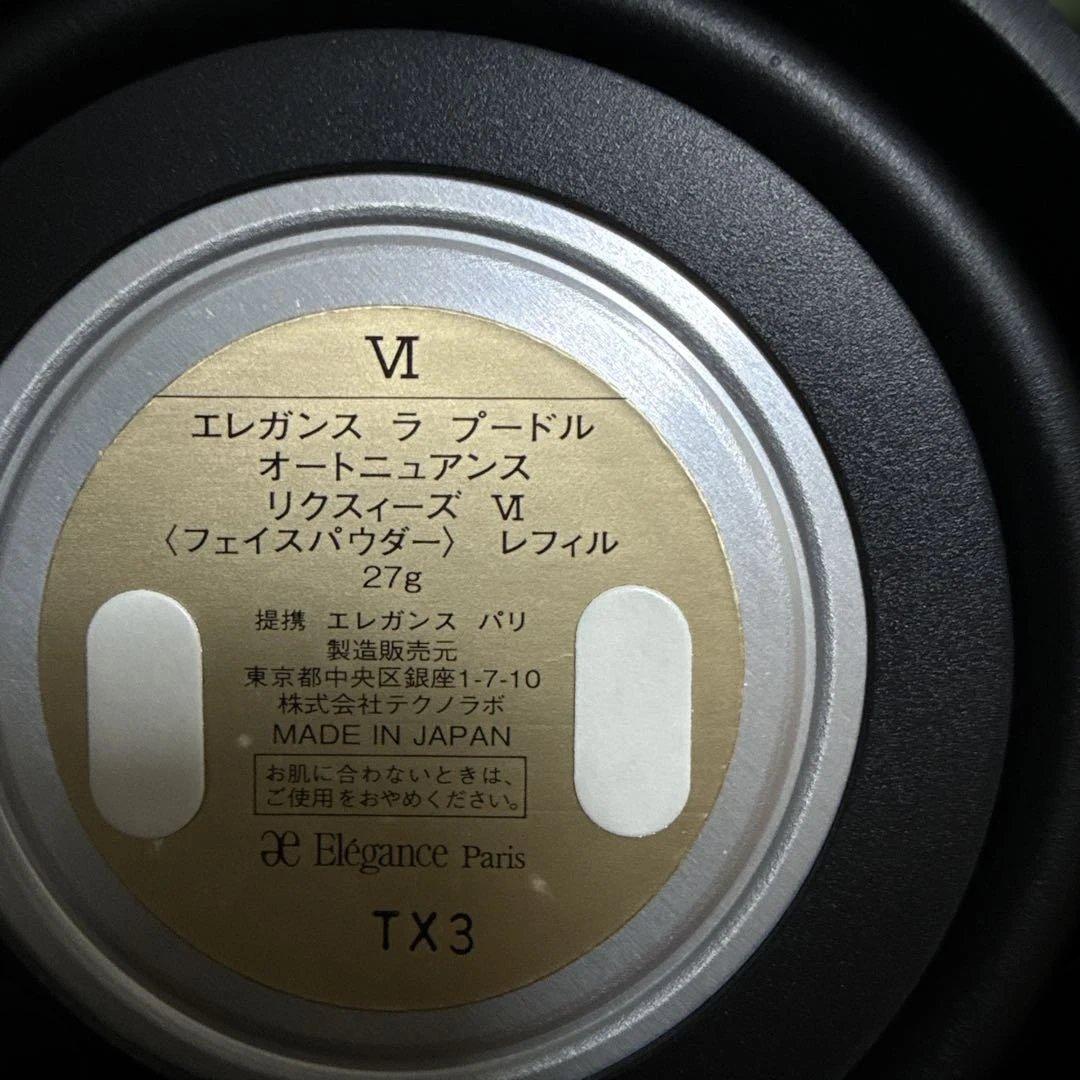 Ⅵ
エレガンス ラ プードル
オートニュアンス
リクスィーズ Ⅵ
〈フェイスパウダー〉 レフィル
27g
提携 エレガンス パリ
製造販売元
東京都中央区銀座1-7-10
株式会社テクノラボ
MADE IN JAPAN
お肌に合わないときは、
ご使用をおやめください。
æ Elégance Paris
TX3